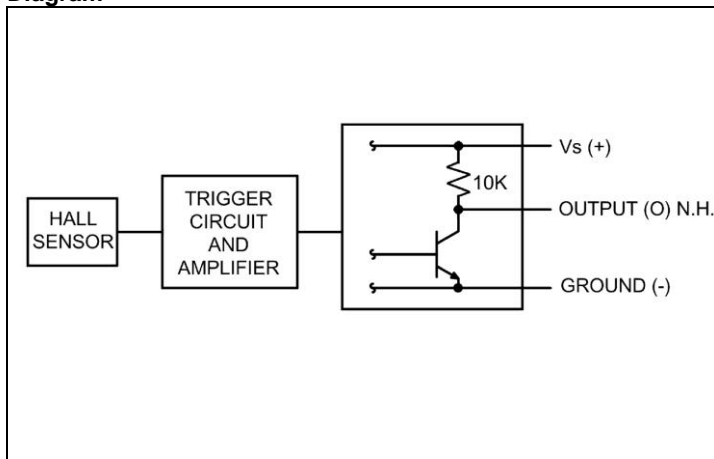 Diagram
HALL
SENSOR
TRIGGER
CIRCUIT
AND
AMPLIFIER
10K
Vs (+)
OUTPUT (O) N.H.
GROUND (-)